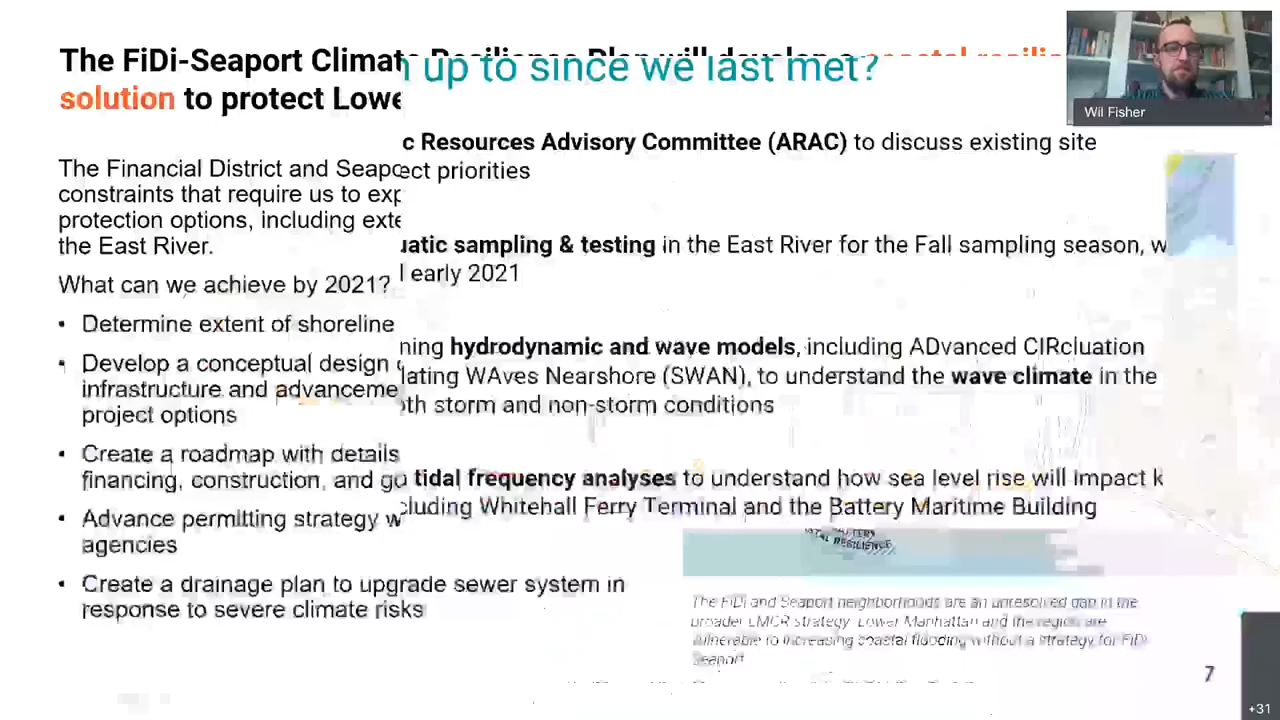 The FiDi-Seaport Climat
solution to protect Lowe
up to since we last met?
Wil Fisher
The Financial District and Seapo
constraints that require us to exp
protection options, including exte
the East River.
What can we achieve by 2021?
• Determine extent of shoreline
• Develop a conceptual design
infrastructure and advanceme
project options
• Create a roadmap with details
financing, construction, and go
• Advance permitting strategy w
agencies
• Create a drainage plan to upgrade sewer system in
response to severe climate risks
c Resources Advisory Committee (ARAC) to discuss existing site
ect priorities
uatic sampling & testing in the East River for the Fall sampling season, w
early 2021
ning hydrodynamic and wave models, including ADvanced CIRcluation
lating WAves Nearshore (SWAN), to understand the wave climate in the
oth storm and non-storm conditions
tidal frequency analyses to understand how sea level rise will impact k
cluding Whitehall Ferry Terminal and the Battery Maritime Building
RESILIENCE
The FiDi and Seaport neighborhoods are an unresolved gap in the
broader LMCR strategy. Lower Manhattan and the region are
vulnerable to increasing coastal flooding without a strategy for FiDi
Seaport
7
+31